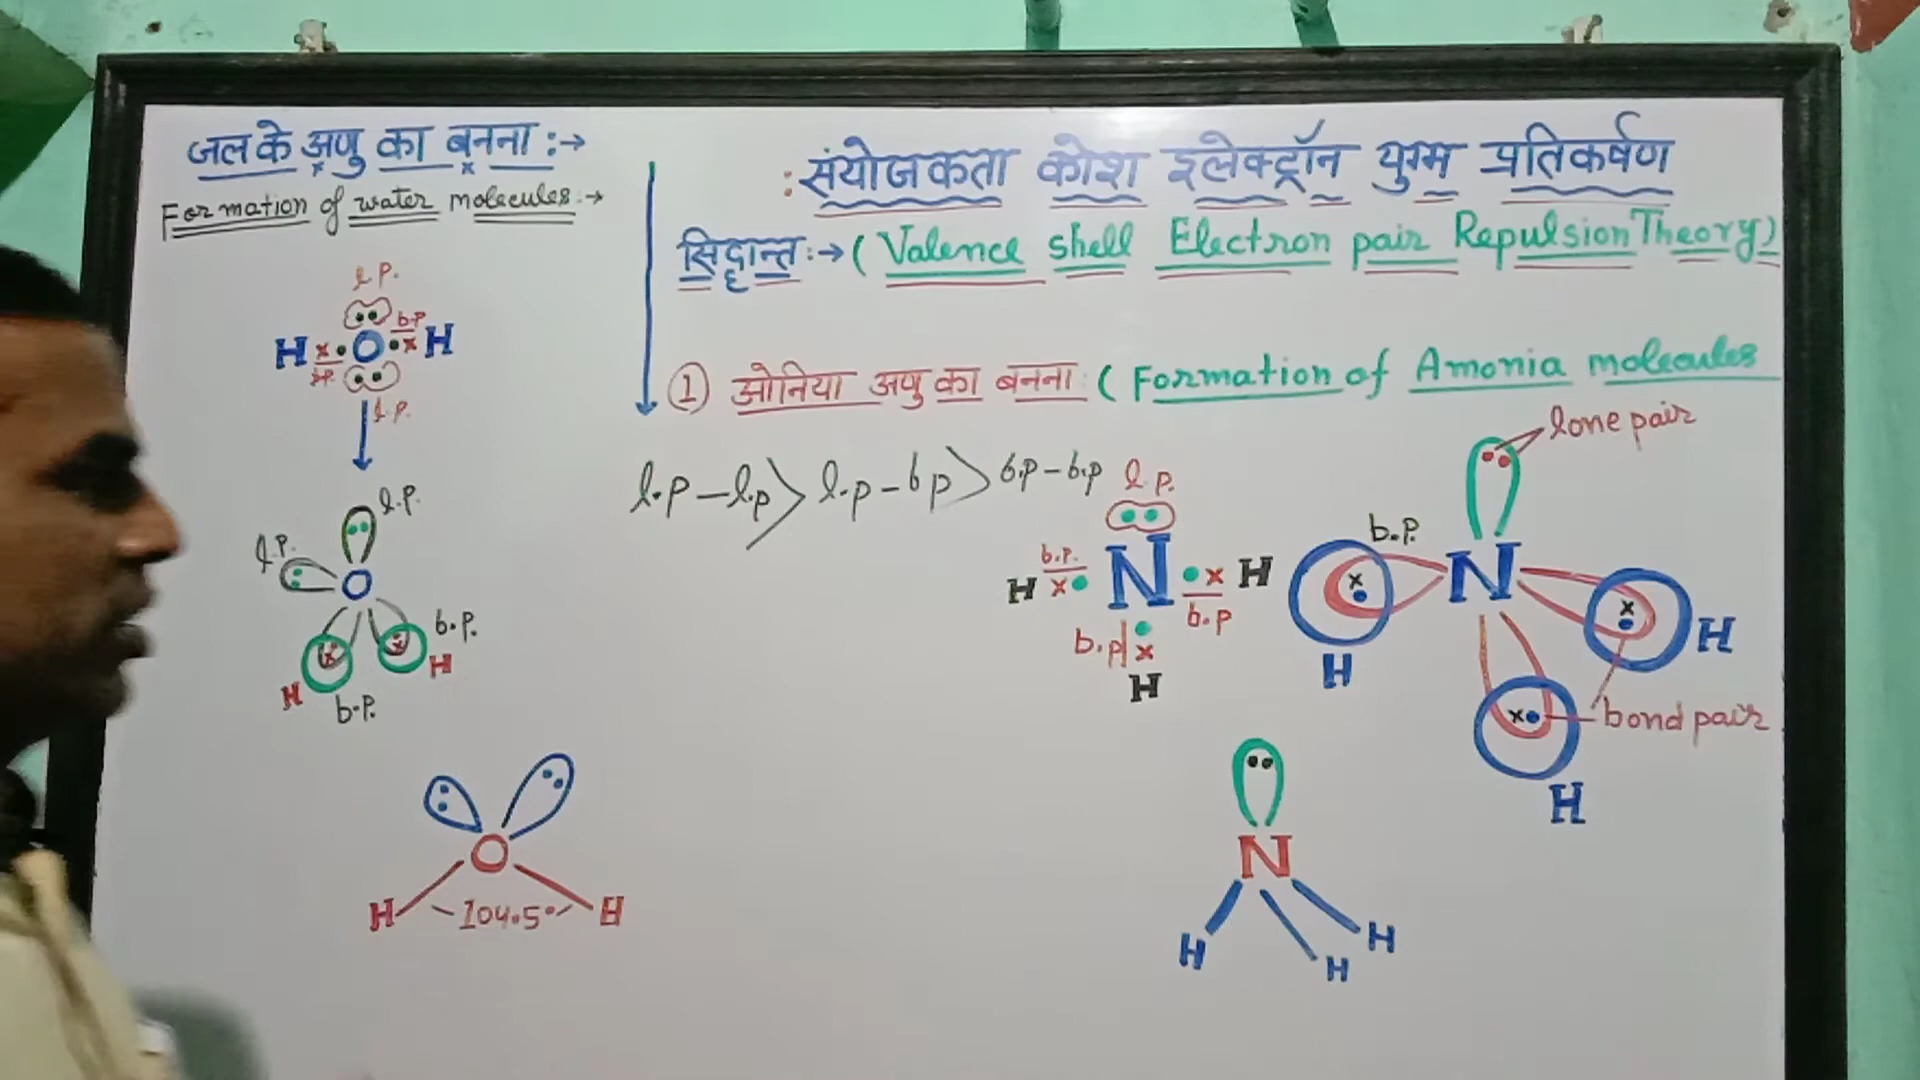 जल के अणु का बनना :→
Formation of water molecules :→
l.P.
b.P
H x• O •x H
l.p.
l.p.
l.p.
O
b.p.
H
H
b.P.
O
H
104.5°
H
:संयोजकता कोश इलेक्ट्रॉन युग्म प्रतिकर्षण
सिद्धान्त :→ (Valence shell Electron pair Repulsion Theory)
① ओनिया अणु का बनना : (Formation of Amonia molecules
l.p – l.p > l.p – b p > b.p – b.p
l. p.
b.p.
H x• N •x H
b.p
b.p
x
H
lone pair
b.p.
N
x
x
H
H
x
bond pair
H
N
H
H
H